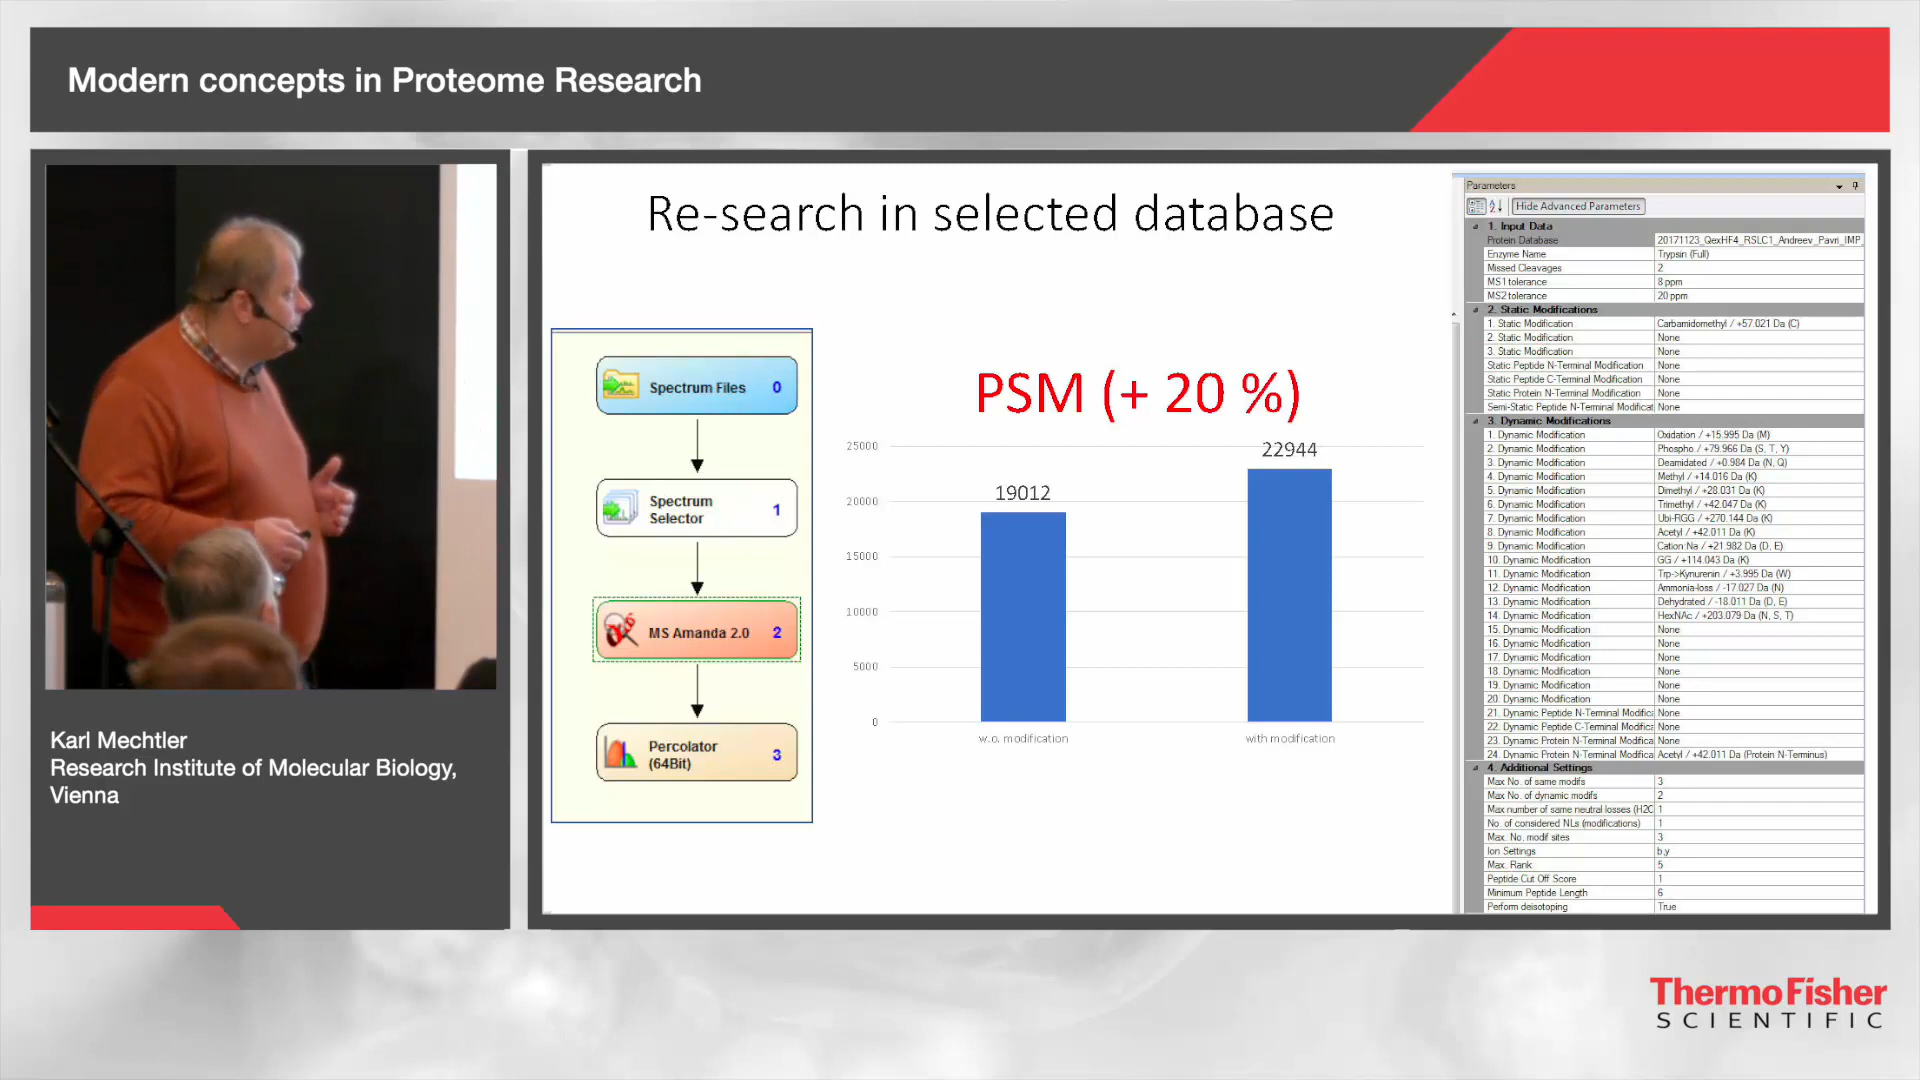 Modern concepts in Proteome Research
Karl Mechtler
Research Institute of Molecular Biology,
Vienna
Re-search in selected database
Spectrum Files 0
Spectrum
Selector 1
MS Amanda 2.0 2
Percolator
(64Bit) 3
PSM (+ 20 %)
25000
20000
15000
10000
5000
0
19012
22944
w.o. modification
with modification
Parameters
Hide Advanced Parameters
1. Input Data
Protein Database 20171123_QexHF4_RSLC1_Andreev_Pavri_IMP_
Enzyme Name Trypsin (Full)
Missed Cleavages 2
MS1 tolerance 8 ppm
MS2 tolerance 20 ppm
2. Static Modifications
1. Static Modification Carbamidomethyl / +57.021 Da (C)
2. Static Modification None
3. Static Modification None
Static Peptide N-Terminal Modification None
Static Peptide C-Terminal Modification None
Static Protein N-Terminal Modification None
Semi-Static Peptide N-Terminal Modificat None
3. Dynamic Modifications
1. Dynamic Modification Oxidation / +15.995 Da (M)
2. Dynamic Modification Phospho / +79.966 Da (S, T, Y)
3. Dynamic Modification Deamidated / +0.984 Da (N, Q)
4. Dynamic Modification Methyl / +14.016 Da (K)
5. Dynamic Modification Dimethyl / +28.031 Da (K)
6. Dynamic Modification Trimethyl / +42.047 Da (K)
7. Dynamic Modification Ubi-RGG / +270.144 Da (K)
8. Dynamic Modification Acetyl / +42.011 Da (K)
9. Dynamic Modification Cation Na / +21.982 Da (D, E)
10. Dynamic Modification GG / +114.043 Da (K)
11. Dynamic Modification Trp->Kynurenin / +3.995 Da (W)
12. Dynamic Modification Ammonia-loss / -17.027 Da (N)
13. Dynamic Modification Dehydrated / -18.011 Da (D, E)
14. Dynamic Modification HexNAc / +203.079 Da (N, S, T)
15. Dynamic Modification None
16. Dynamic Modification None
17. Dynamic Modification None
18. Dynamic Modification None
19. Dynamic Modification None
20. Dynamic Modification None
21. Dynamic Peptide N-Terminal Modifica None
22. Dynamic Peptide C-Terminal Modifica None
23. Dynamic Protein N-Terminal Modifica None
24. Dynamic Protein N-Terminal Modifica Acetyl / +42.011 Da (Protein N-Terminus)
4. Additional Settings
Max No. of same modifs 3
Max No. of dynamic modifs 2
Max number of same neutral losses (H2O 1
No. of considered NLs (modifications) 1
Max. No. modif sites 3
Ion Settings b,y
Max. Rank 5
Peptide Cut Off Score 1
Minimum Peptide Length 6
Perform deisotoping True
ThermoFisher
SCIENTIFIC